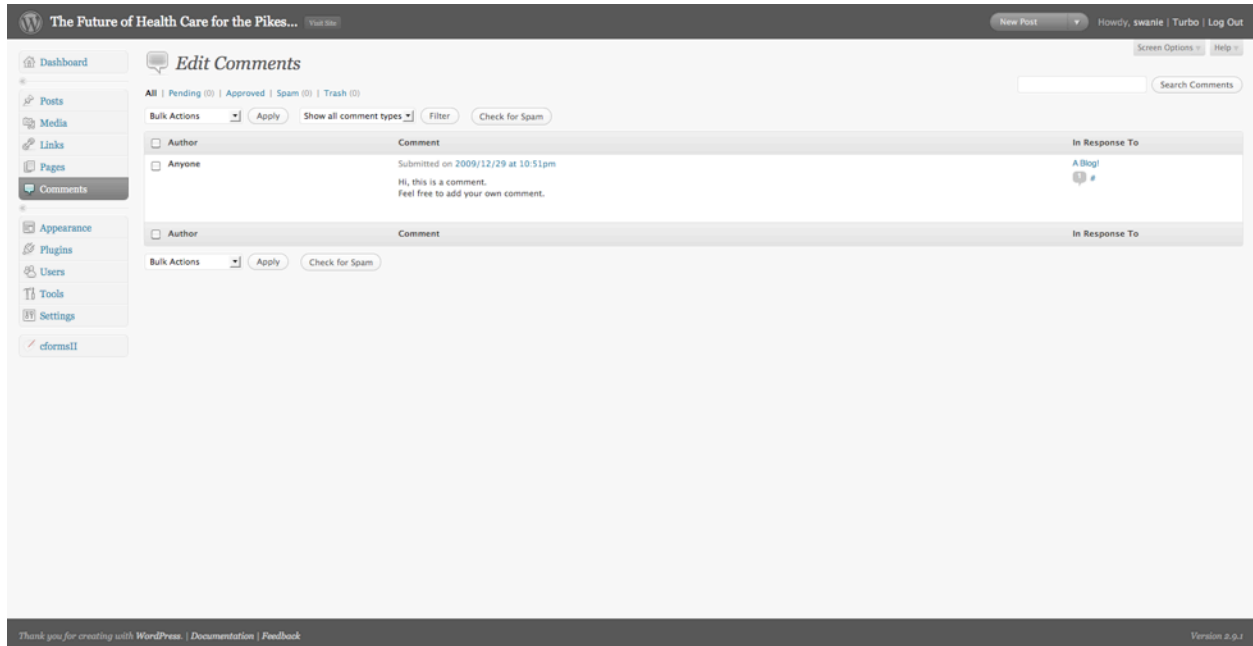 The Future of Health Care for the Pikes... Visit Site New Post Howdy, swanie | Turbo | Log Out
Screen Options Help
Dashboard
Edit Comments
Search Comments
All | Pending (0) | Approved | Spam (0) | Trash (0)
Posts
Bulk Actions Apply Show all comment types Filter Check for Spam
Media
Links
Author Comment In Response To
Pages
Anyone Submitted on 2009/12/29 at 10:51pm A Blog!
Hi, this is a comment. 1 #
Feel free to add your own comment.
Comments
Appearance
Author Comment In Response To
Plugins
Bulk Actions Apply Check for Spam
Users
Tools
Settings
cformsII
Thank you for creating with WordPress. | Documentation | Feedback Version 2.9.1